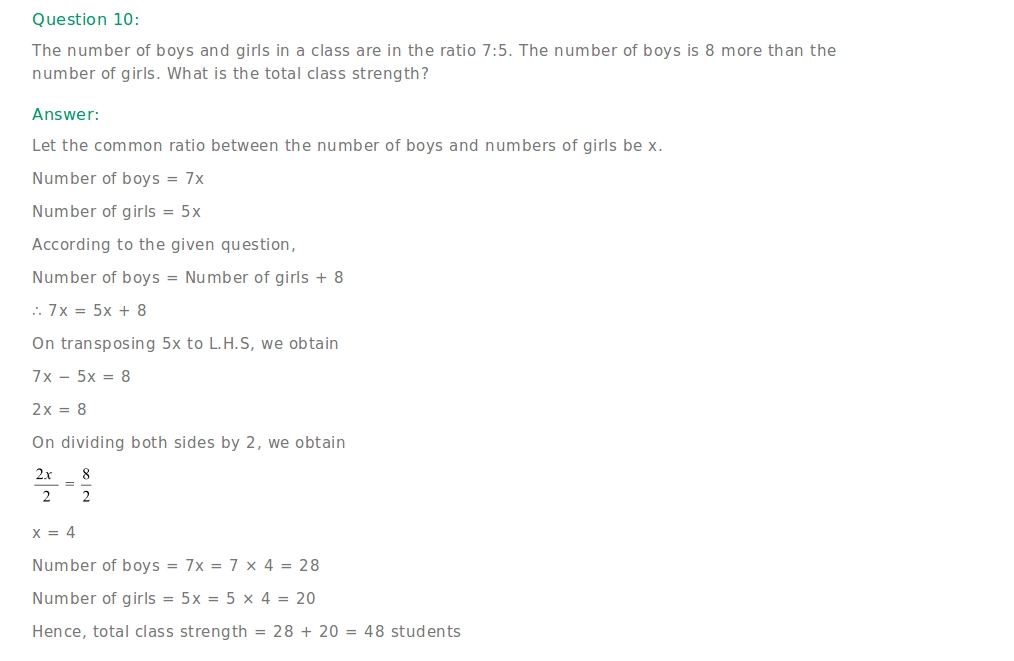 Question 10:
The number of boys and girls in a class are in the ratio 7:5. The number of boys is 8 more than the
number of girls. What is the total class strength?
Answer:
Let the common ratio between the number of boys and numbers of girls be x.
Number of boys = 7x
Number of girls = 5x
According to the given question,
Number of boys = Number of girls + 8
∴ 7x = 5x + 8
On transposing 5x to L.H.S, we obtain
7x − 5x = 8
2x = 8
On dividing both sides by 2, we obtain
2x/2 = 8/2
x = 4
Number of boys = 7x = 7 × 4 = 28
Number of girls = 5x = 5 × 4 = 20
Hence, total class strength = 28 + 20 = 48 students